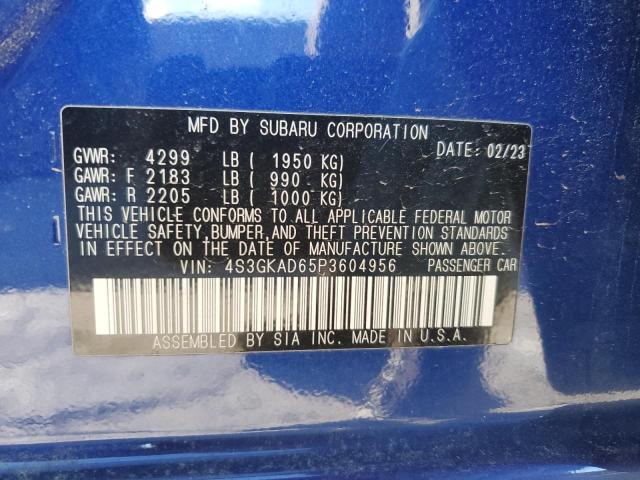 MFD BY SUBARU CORPORATION
DATE: 02/23
GVWR: 4299 LB ( 1950 KG)
GAWR: F 2183 LB ( 990 KG)
GAWR: R 2205 LB ( 1000 KG)
THIS VEHICLE CONFORMS TO ALL APPLICABLE FEDERAL MOTOR
VEHICLE SAFETY,BUMPER,AND THEFT PREVENTION STANDARDS
IN EFFECT ON THE DATE OF MANUFACTURE SHOWN ABOVE.
VIN: 4S3GKAD65P3604956 PASSENGER CAR
ASSEMBLED BY SIA INC. MADE IN U.S.A.